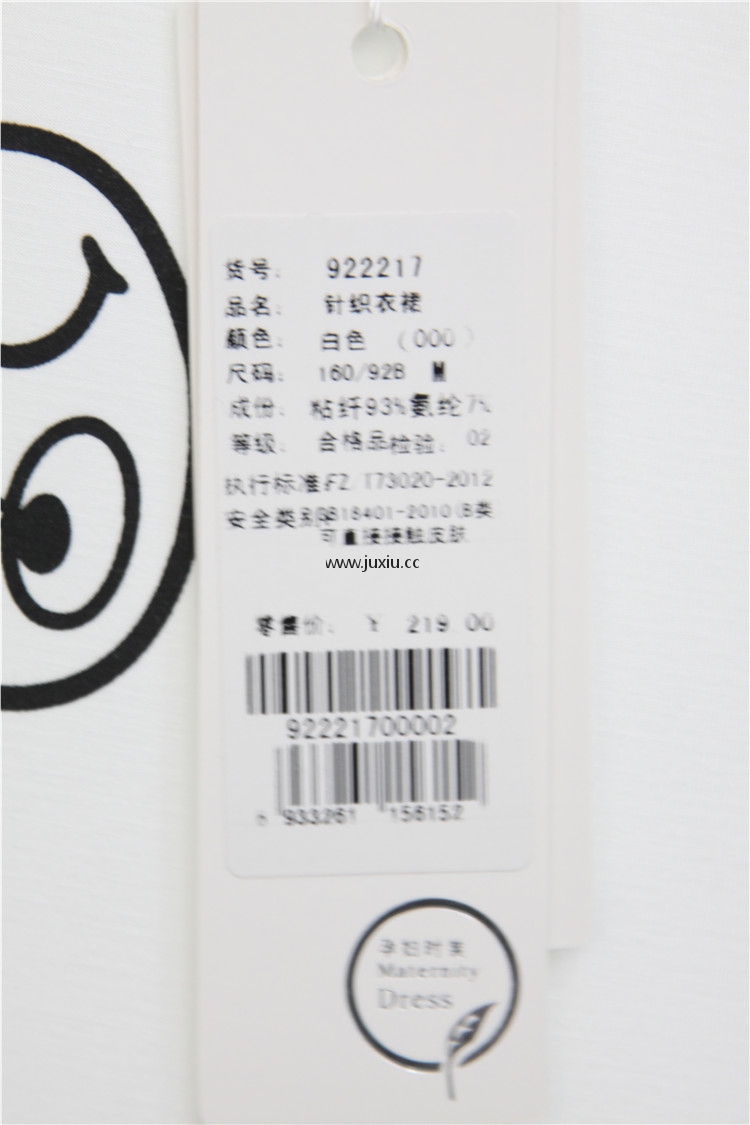 货号: 922217
品名: 针织衣裙
颜色: 白色 (000)
尺码: 160/92B M
成份: 粘纤93%氨纶7%
等级: 合格品检验: 02
执行标准FZ/T73020-2012
安全类别GB18401-2010(B类
可直接接触皮肤
www.juxiu.cc
零售价: ¥ 219.00
92221700002
6 933261 156152
孕妇时美
Maternity
Dress